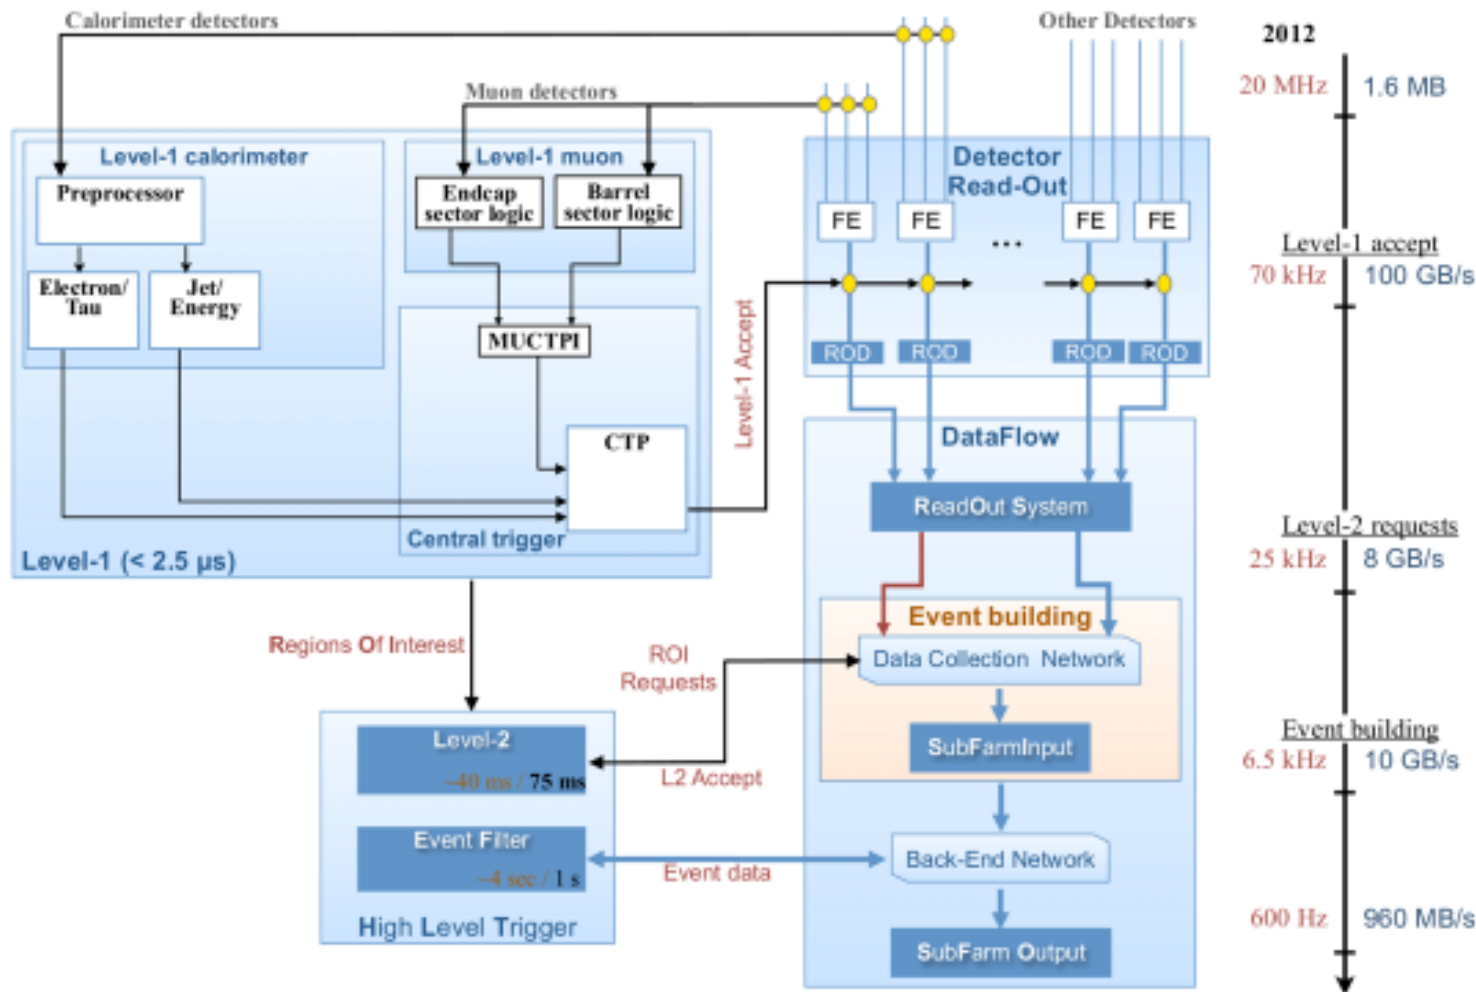 Calorimeter detectors
Other Detectors
2012
Muon detectors
20 MHz
1.6 MB
Level-1 calorimeter
Level-1 muon
Detector
Read-Out
Preprocessor
Endcap
sector logic
Barrel
sector logic
FE
FE
...
FE
FE
Level-1 accept
70 kHz
100 GB/s
Electron/
Tau
Jet/
Energy
MUCTPI
Level-1 Accept
ROD
ROD
ROD
ROD
CTP
DataFlow
ReadOut System
Central trigger
Level-1 (< 2.5 μs)
Level-2 requests
25 kHz
8 GB/s
Event building
Regions Of Interest
ROI
Requests
Data Collection Network
Level-2
~40 ms / 75 ms
L2 Accept
SubFarmInput
Event building
6.5 kHz
10 GB/s
Event Filter
~4 sec / 1 s
Event data
Back-End Network
High Level Trigger
600 Hz
960 MB/s
SubFarm Output